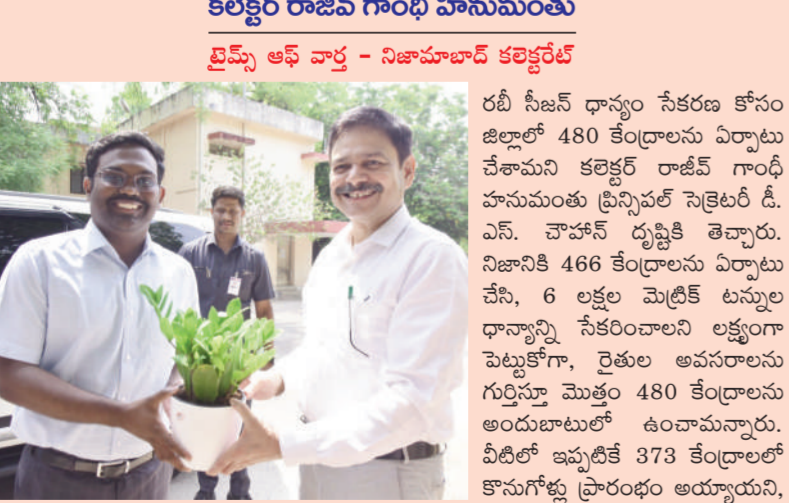 కలెక్టర్ రాజీవ్ గాంధీ హనుమంతు
టైమ్స్ ఆఫ్ వార్త - నిజామాబాద్ కలెక్టరేట్
రబీ సీజన్ ధాన్యం సేకరణ కోసం
జిల్లాలో 480 కేంద్రాలను ఏర్పాటు
చేశామని కలెక్టర్ రాజీవ్ గాంధీ
హనుమంతు ప్రిన్సిపల్ సెక్రెటరీ డీ.
ఎస్. చౌహాన్ దృష్టికి తెచ్చారు.
నిజానికి 466 కేంద్రాలను ఏర్పాటు
చేసి, 6 లక్షల మెట్రిక్ టన్నుల
ధాన్యాన్ని సేకరించాలని లక్ష్యంగా
పెట్టుకోగా, రైతుల అవసరాలను
గుర్తిస్తూ మొత్తం 480 కేంద్రాలను
అందుబాటులో ఉంచామన్నారు.
వీటిలో ఇప్పటికే 373 కేంద్రాలలో
కొనుగోళ్లు ప్రారంభం అయ్యాయని,